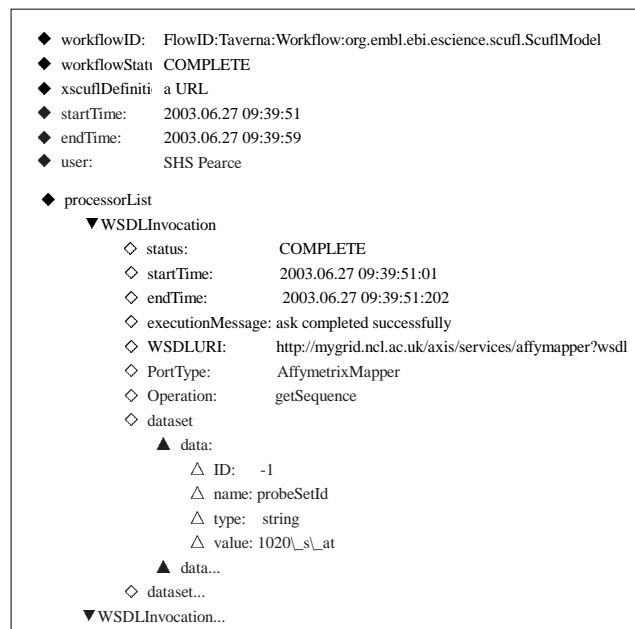 workflowID: FlowID:Taverna:Workflow:org.embl.ebi.escience.scufl.ScuflModel
workflowStatu COMPLETE
xscuflDefinitio a URL
startTime: 2003.06.27 09:39:51
endTime: 2003.06.27 09:39:59
user: SHS Pearce
processorList
WSDLInvocation
status: COMPLETE
startTime: 2003.06.27 09:39:51:01
endTime: 2003.06.27 09:39:51:202
executionMessage: ask completed successfully
WSDLURI: http://mygrid.ncl.ac.uk/axis/services/affymapper?wsdl
PortType: AffymetrixMapper
Operation: getSequence
dataset
data:
ID: -1
name: probeSetId
type: string
value: 1020\_s\_at
data...
dataset...
WSDLInvocation...